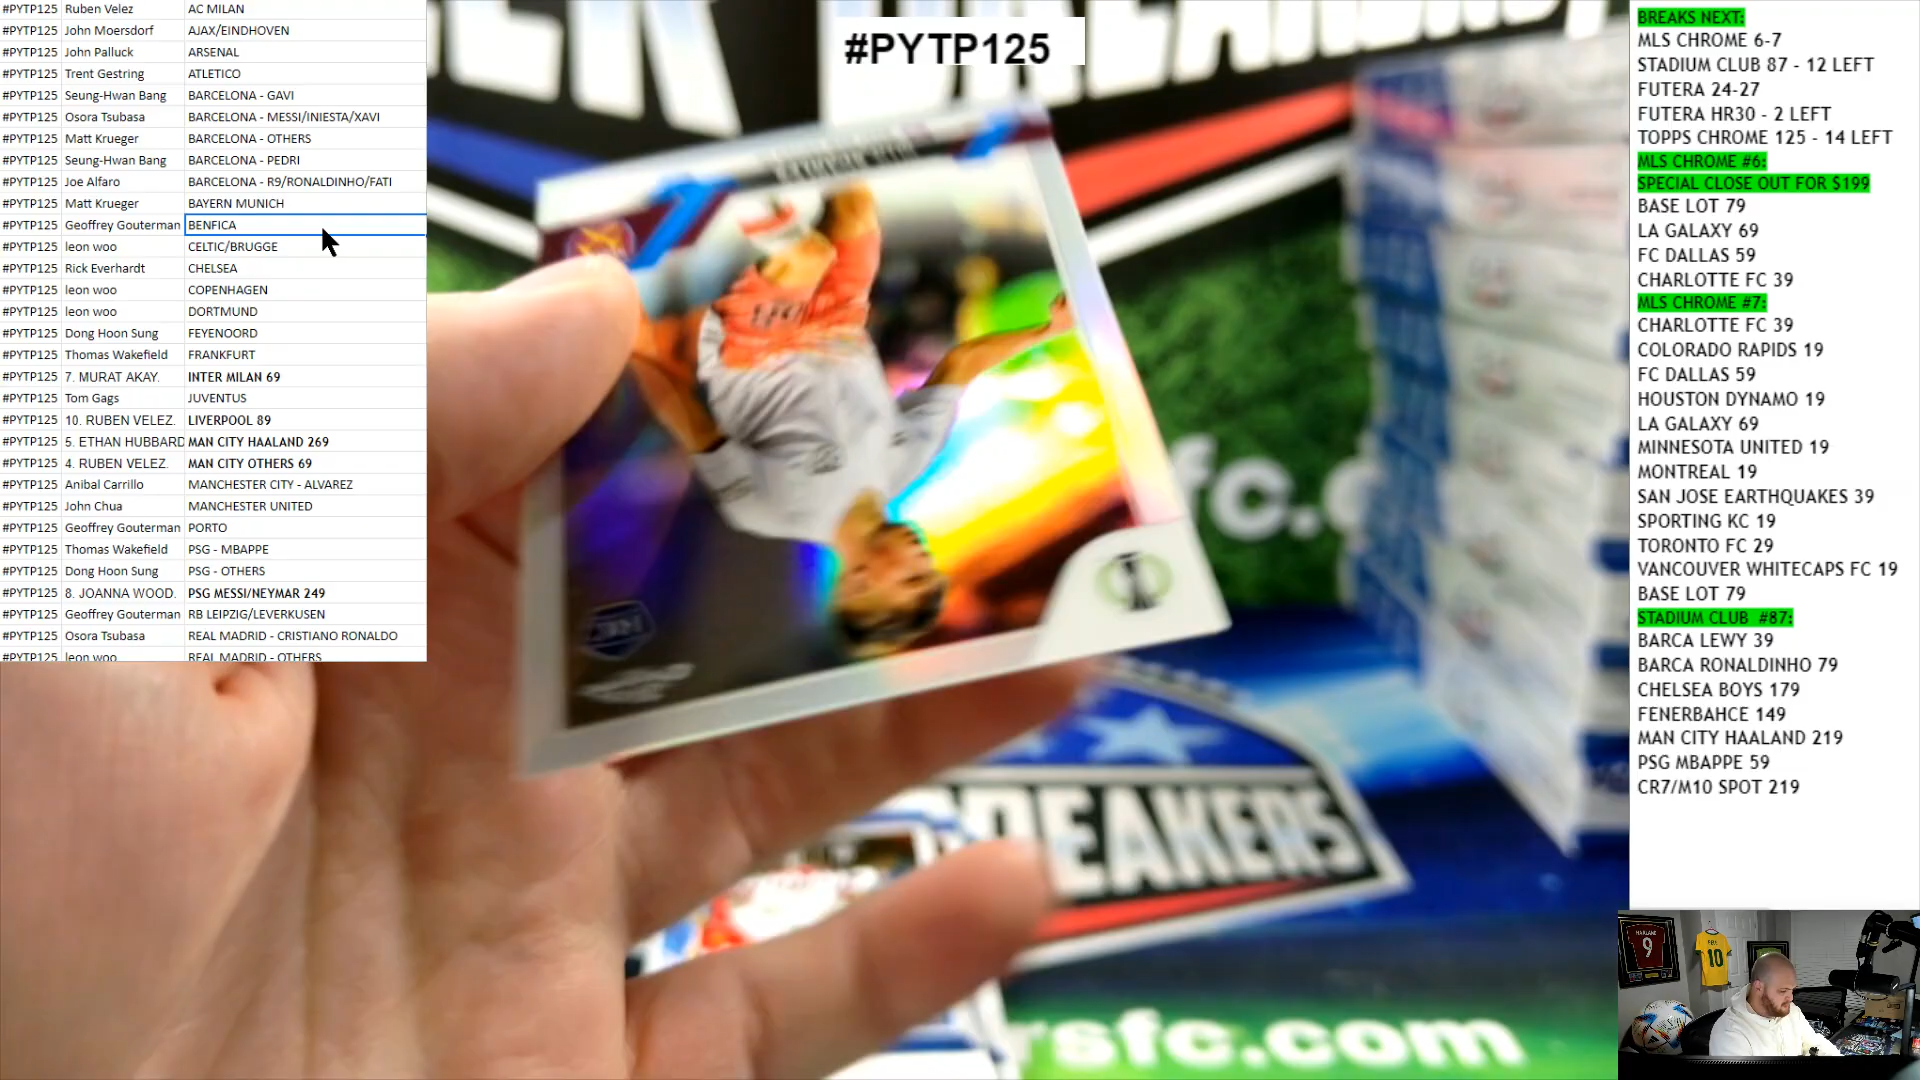 #PYTP125 Ruben Velez AC MILAN
#PYTP125 John Moersdorf AJAX/EINDHOVEN
#PYTP125 John Palluck ARSENAL
#PYTP125 Trent Gestring ATLETICO
#PYTP125 Seung-Hwan Bang BARCELONA - GAVI
#PYTP125 Osora Tsubasa BARCELONA - MESSI/INIESTA/XAVI
#PYTP125 Matt Krueger BARCELONA - OTHERS
#PYTP125 Seung-Hwan Bang BARCELONA - PEDRI
#PYTP125 Joe Alfaro BARCELONA - R9/RONALDINHO/FATI
#PYTP125 Matt Krueger BAYERN MUNICH
#PYTP125 Geoffrey Gouterman BENFICA
#PYTP125 leon woo CELTIC/BRUGGE
#PYTP125 Rick Everhardt CHELSEA
#PYTP125 leon woo COPENHAGEN
#PYTP125 leon woo DORTMUND
#PYTP125 Dong Hoon Sung FEYENOORD
#PYTP125 Thomas Wakefield FRANKFURT
#PYTP125 7. MURAT AKAY. INTER MILAN 69
#PYTP125 Tom Gags JUVENTUS
#PYTP125 10. RUBEN VELEZ. LIVERPOOL 89
#PYTP125 5. ETHAN HUBBARD MAN CITY HAALAND 269
#PYTP125 4. RUBEN VELEZ. MAN CITY OTHERS 69
#PYTP125 Anibal Carrillo MANCHESTER CITY - ALVAREZ
#PYTP125 John Chua MANCHESTER UNITED
#PYTP125 Geoffrey Gouterman PORTO
#PYTP125 Thomas Wakefield PSG - MBAPPE
#PYTP125 Dong Hoon Sung PSG - OTHERS
#PYTP125 8. JOANNA WOOD. PSG MESSI/NEYMAR 249
#PYTP125 Geoffrey Gouterman RB LEIPZIG/LEVERKUSEN
#PYTP125 Osora Tsubasa REAL MADRID - CRISTIANO RONALDO
#PYTP125 leon woo REAL MADRID - OTHERS
#PYTP125
EAKERS
fc.c
rsfc.com
BREAKS NEXT:
MLS CHROME 6-7
STADIUM CLUB 87 - 12 LEFT
FUTERA 24-27
FUTERA HR30 - 2 LEFT
TOPPS CHROME 125 - 14 LEFT
MLS CHROME #6:
SPECIAL CLOSE OUT FOR $199
BASE LOT 79
LA GALAXY 69
FC DALLAS 59
CHARLOTTE FC 39
MLS CHROME #7:
CHARLOTTE FC 39
COLORADO RAPIDS 19
FC DALLAS 59
HOUSTON DYNAMO 19
LA GALAXY 69
MINNESOTA UNITED 19
MONTREAL 19
SAN JOSE EARTHQUAKES 39
SPORTING KC 19
TORONTO FC 29
VANCOUVER WHITECAPS FC 19
BASE LOT 79
STADIUM CLUB #87:
BARCA LEWY 39
BARCA RONALDINHO 79
CHELSEA BOYS 179
FENERBAHCE 149
MAN CITY HAALAND 219
PSG MBAPPE 59
CR7/M10 SPOT 219
9
10